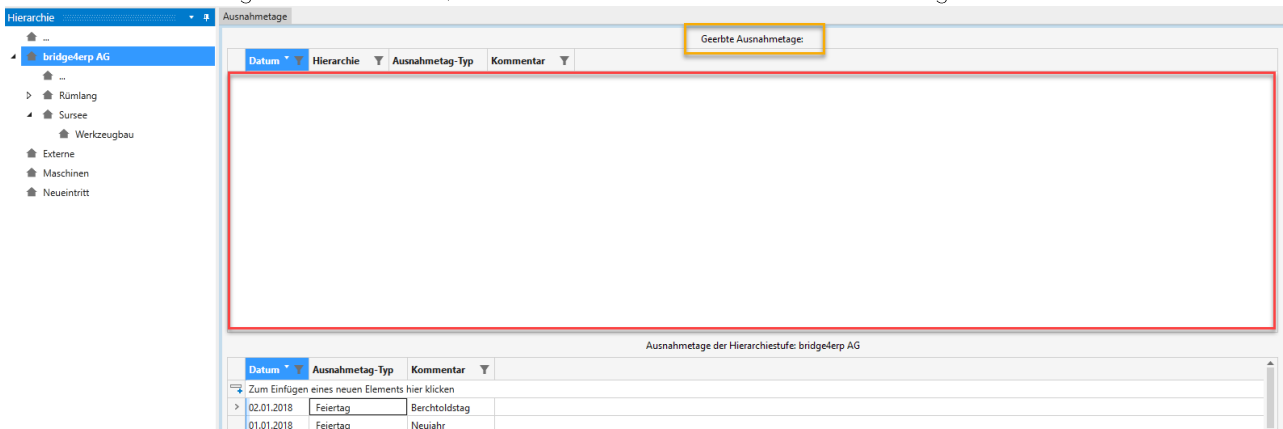 Hierarchie
...
bridge4erp AG
...
Rümlang
Sursee
Werkzeugbau
Externe
Maschinen
Neueintritt
Ausnahmetage
Geerbte Ausnahmetage:
Datum Hierarchie Ausnahmetag-Typ Kommentar
Ausnahmetage der Hierarchiestufe: bridge4erp AG
Datum Ausnahmetag-Typ Kommentar
Zum Einfügen eines neuen Elements hier klicken
02.01.2018 Feiertag Berchtoldstag
01.01.2018 Feiertag Neujahr